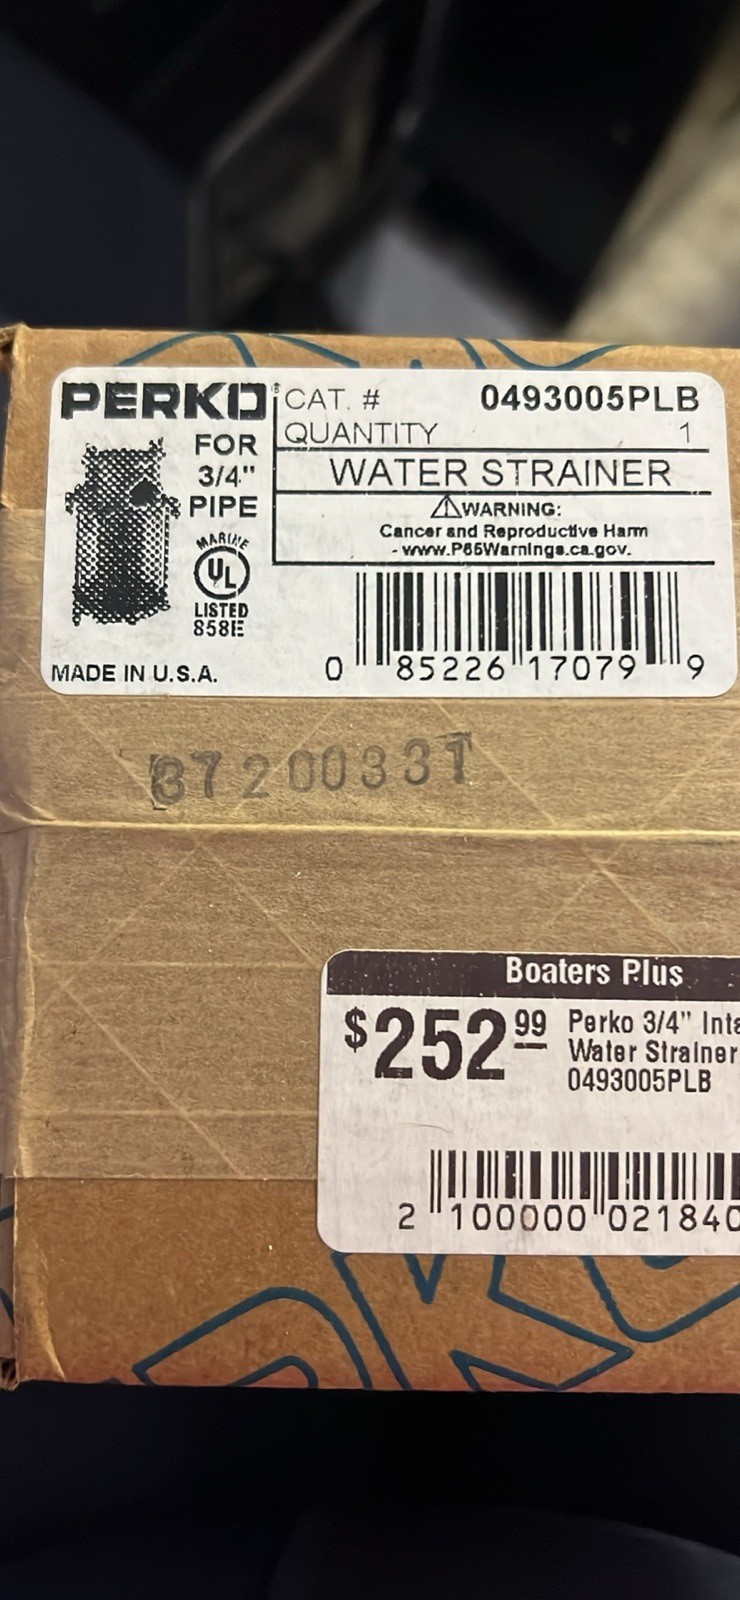 PERKO®
CAT. # 0493005PLB
QUANTITY 1
FOR
3/4"
PIPE
WATER STRAINER
⚠WARNING:
Cancer and Reproductive Harm
- www.P65Warnings.ca.gov.
MARINE
UL
LISTED
858E
MADE IN U.S.A.
0 85226 17079 9
Boaters Plus
$252.99
Perko 3/4" Inta
Water Strainer
0493005PLB
2 100000 021840